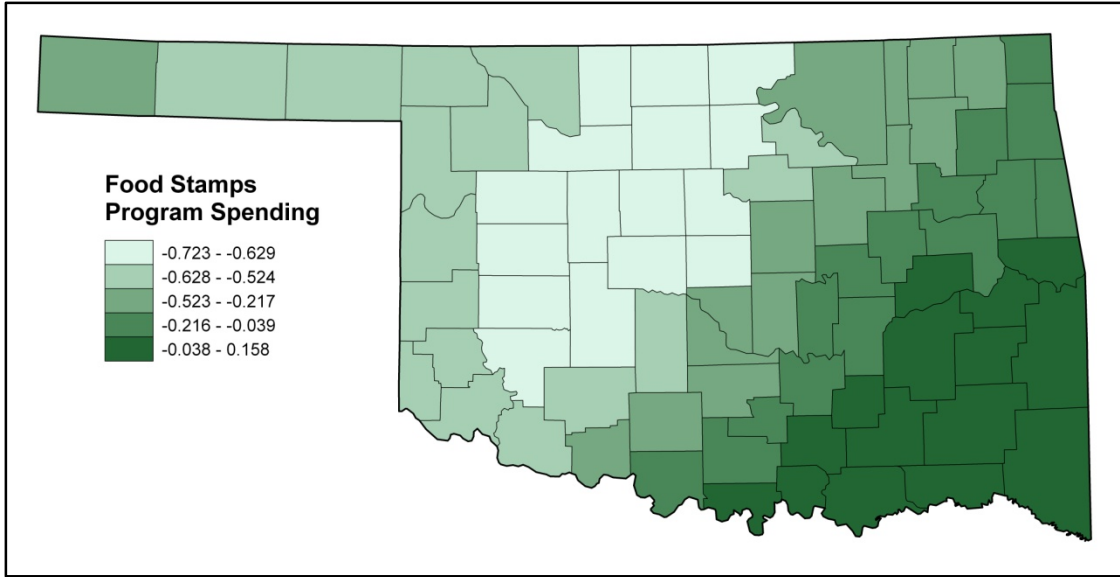 Food Stamps
Program Spending
-0.723 - -0.629
-0.628 - -0.524
-0.523 - -0.217
-0.216 - -0.039
-0.038 - 0.158